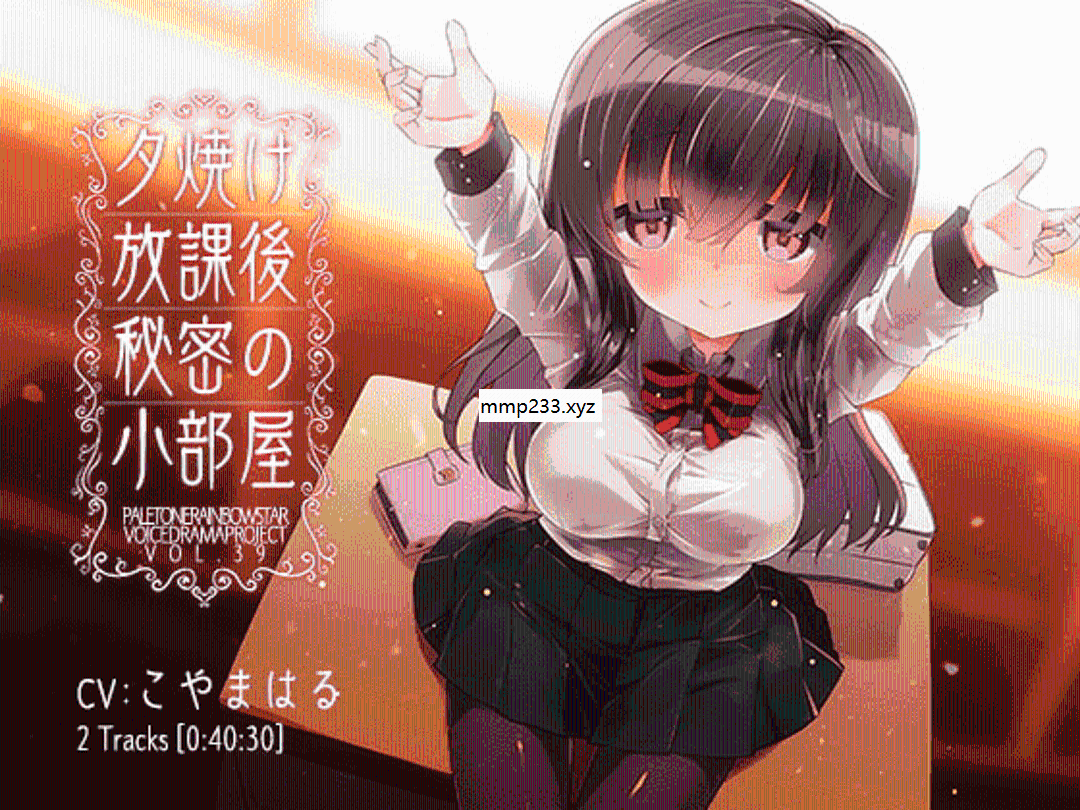 夕焼け
放課後
秘密の
小部屋
PALETONERAINBOWSTAR
VOICEDRAMAPROJECT
VOL.39
mmp233.xyz
CV:こやまはる
2 Tracks [0:40:30]